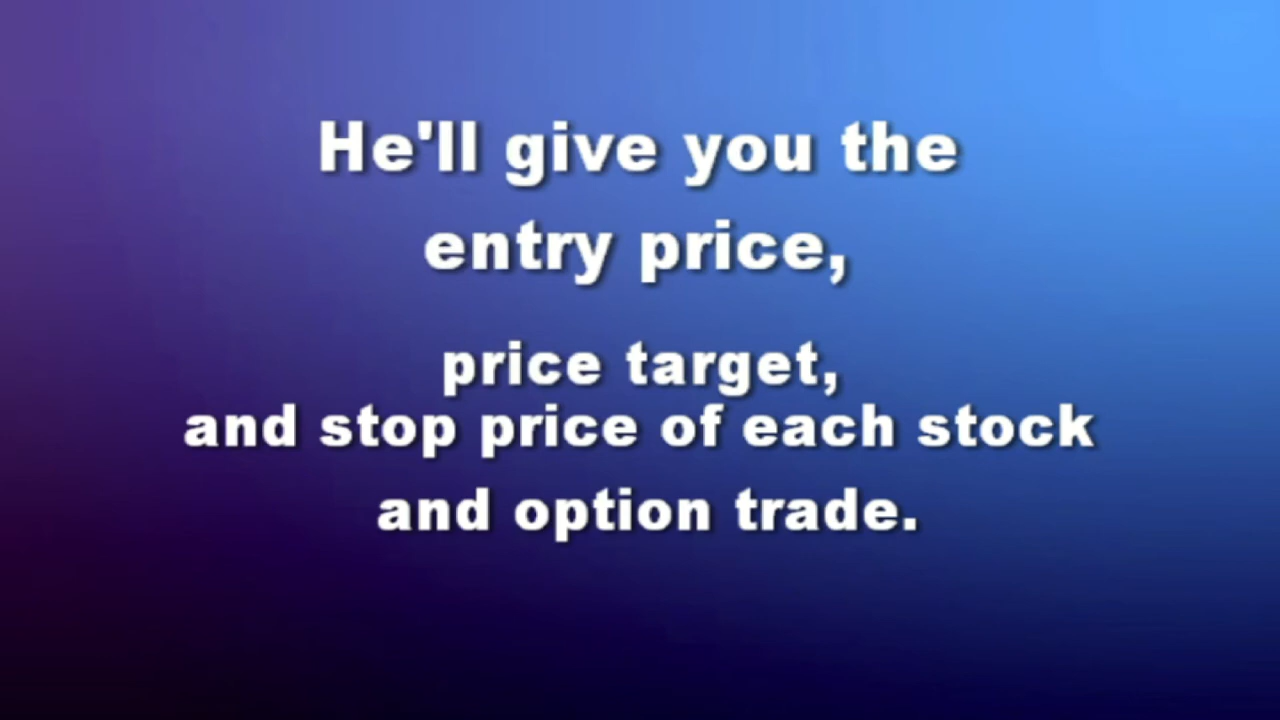 He'll give you the
entry price,
price target,
and stop price of each stock
and option trade.